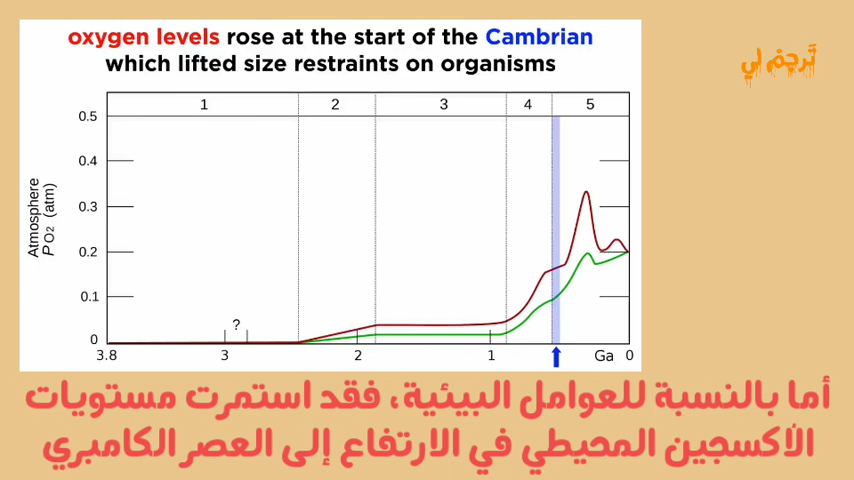 oxygen levels rose at the start of the Cambrian
which lifted size restraints on organisms
تَرجِم لي
1 2 3 4 5
0.5
0.4
0.3
0.2
0.1
0
Atmosphere
PO2 (atm)
?
3.8 3 2 1 Ga 0
أما بالنسبة للعوامل البيئية، فقد استمرت مستويات
الأكسجين المحيطي في الارتفاع إلى العصر الكامبري